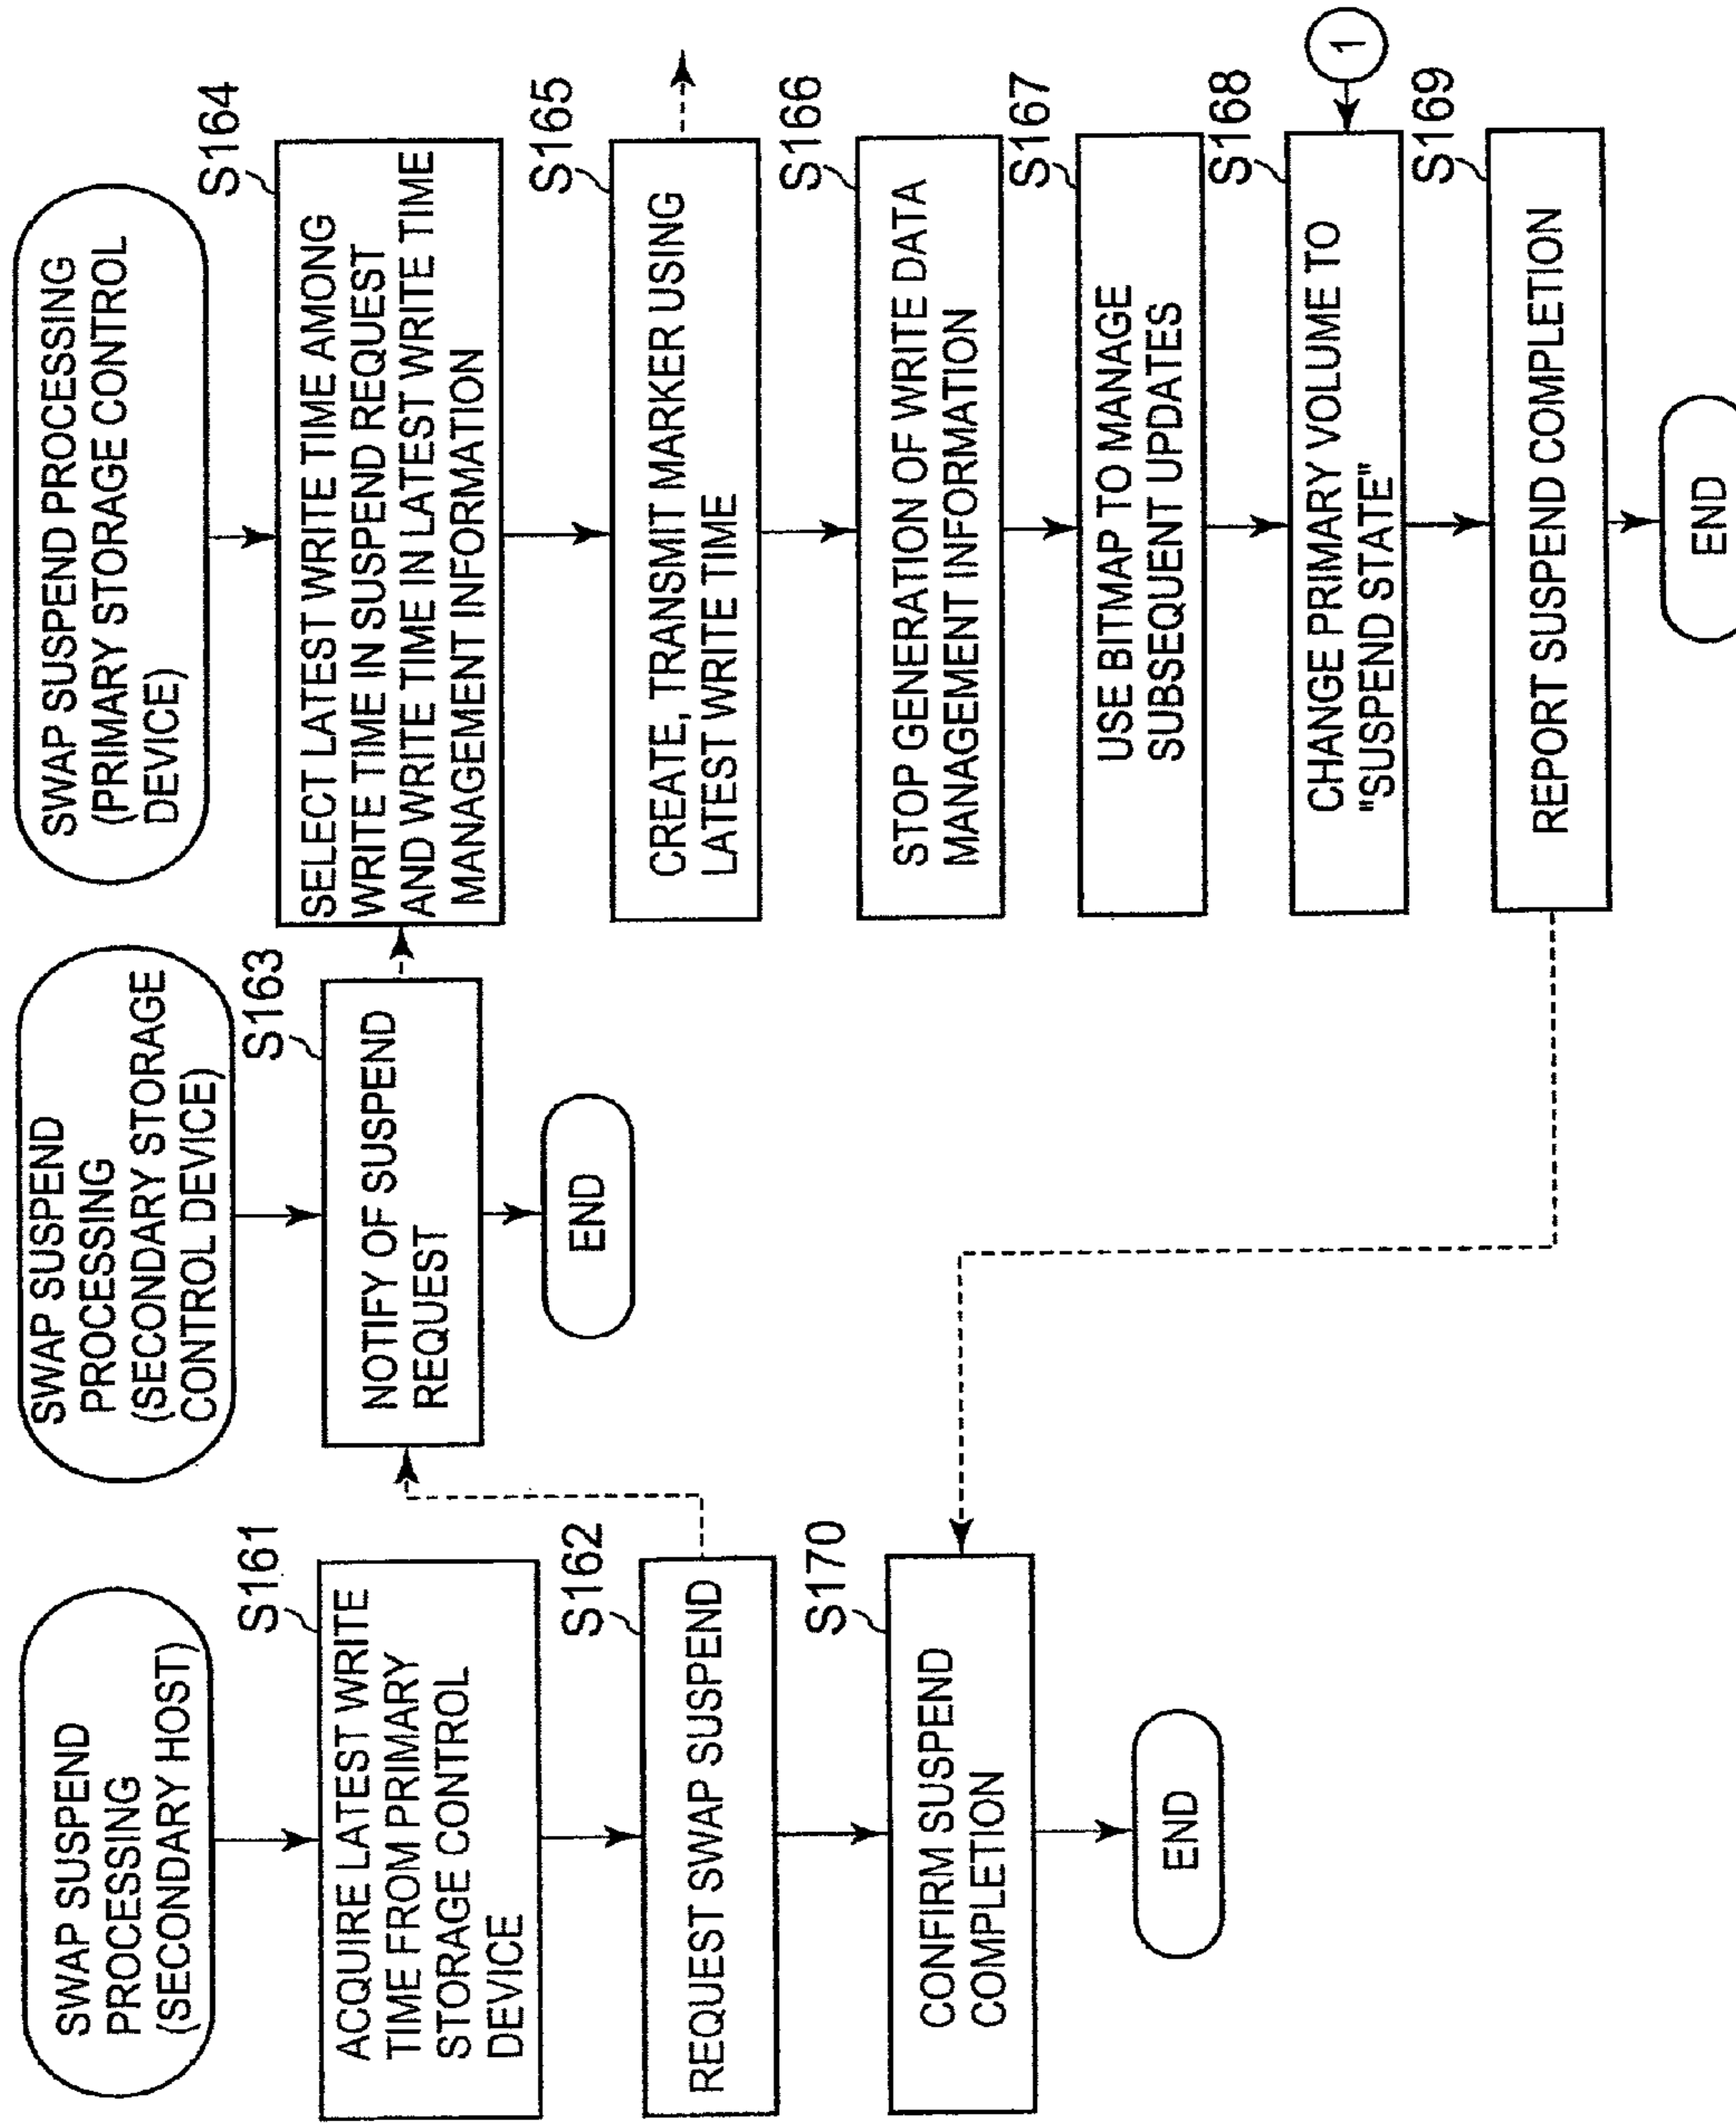 SWAP SUSPEND
PROCESSING
(SECONDARY HOST)
S161
ACQUIRE LATEST WRITE
TIME FROM PRIMARY
STORAGE CONTROL
DEVICE
S162
REQUEST SWAP SUSPEND
S170
CONFIRM SUSPEND
COMPLETION
END
SWAP SUSPEND
PROCESSING
(SECONDARY STORAGE
CONTROL DEVICE)
S163
NOTIFY OF SUSPEND
REQUEST
END
SWAP SUSPEND PROCESSING
(PRIMARY STORAGE CONTROL
DEVICE)
S164
SELECT LATEST WRITE TIME AMONG
WRITE TIME IN SUSPEND REQUEST
AND WRITE TIME IN LATEST WRITE TIME
MANAGEMENT INFORMATION
S165
CREATE, TRANSMIT MARKER USING
LATEST WRITE TIME
S166
STOP GENERATION OF WRITE DATA
MANAGEMENT INFORMATION
S167
USE BITMAP TO MANAGE
SUBSEQUENT UPDATES
S168
CHANGE PRIMARY VOLUME TO
"SUSPEND STATE"
1
S169
REPORT SUSPEND COMPLETION
END